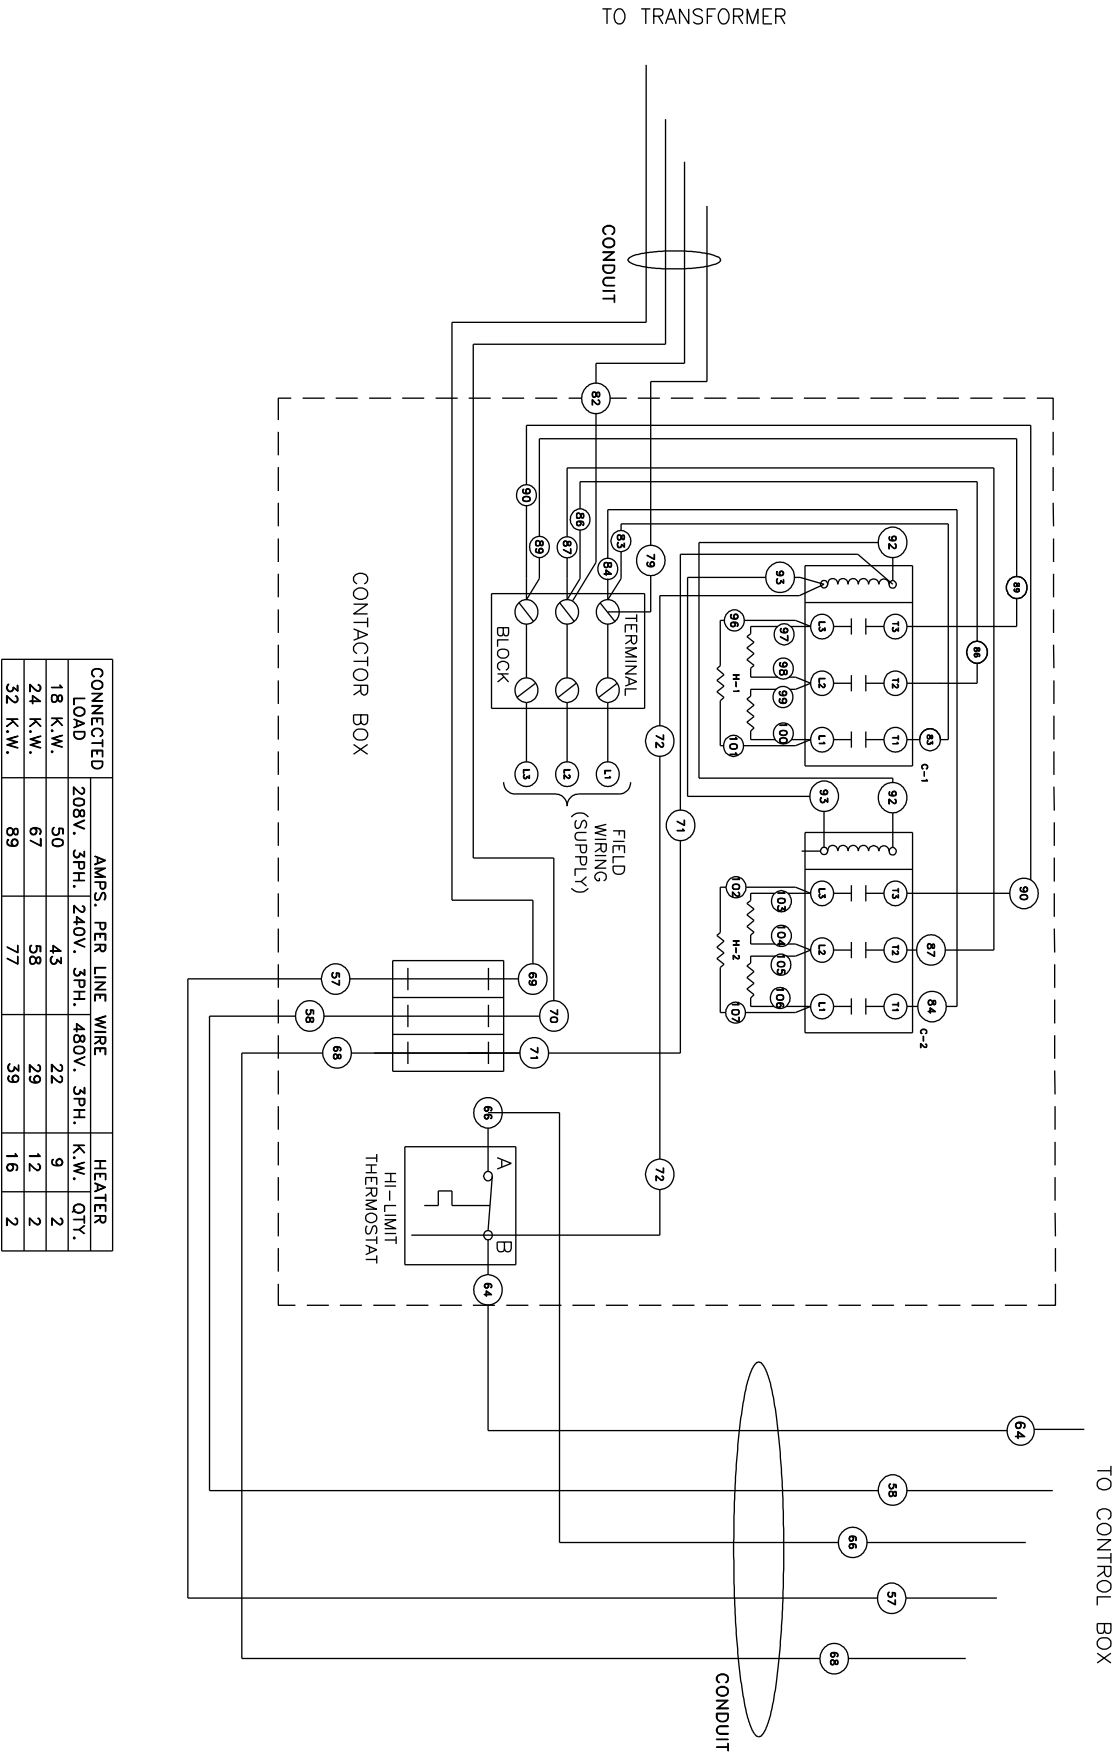 TO TRANSFORMER
CONDUIT
82
90
89
87
86
84
83
79
92
93
89
86
83
T3
T2
T1
L3
L2
L1
C-1
96
97
98
99
100
101
H-1
TERMINAL
BLOCK
L1
L2
L3
FIELD
WIRING
(SUPPLY)
CONTACTOR BOX
72
71
93
92
90
87
84
T3
T2
T1
L3
L2
L1
C-2
102
103
104
105
106
107
H-2
57
58
68
69
70
71
66
A
B
HI-LIMIT
THERMOSTAT
64
72
64
58
66
57
68
CONDUIT
TO CONTROL BOX
CONNECTED LOAD AMPS. PER LINE WIRE HEATER
208V. 3PH. 240V. 3PH. 480V. 3PH. K.W. QTY.
18 K.W. 50 43 22 9 2
24 K.W. 67 58 29 12 2
32 K.W. 89 77 39 16 2